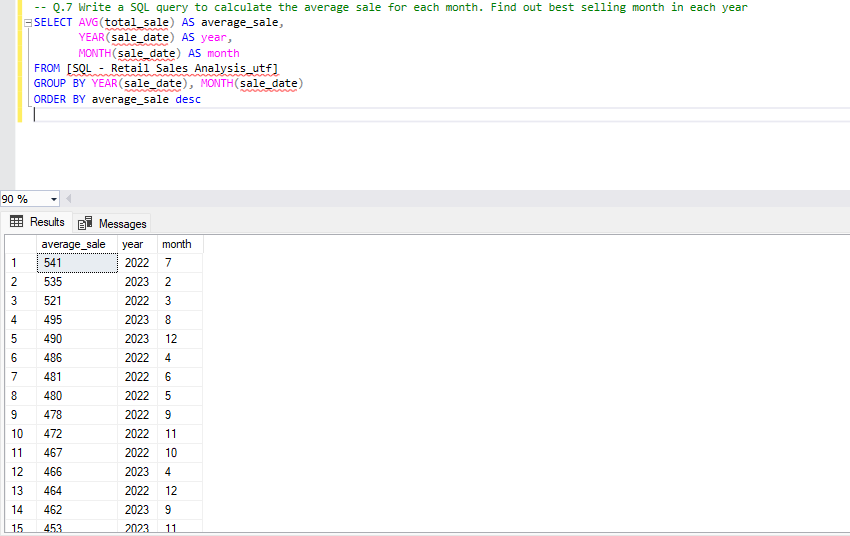 -- Q.7 Write a SQL query to calculate the average sale for each month. Find out best selling month in each year
SELECT AVG(total_sale) AS average_sale,
YEAR(sale_date) AS year,
MONTH(sale_date) AS month
FROM [SQL - Retail Sales Analysis_utf]
GROUP BY YEAR(sale_date), MONTH(sale_date)
ORDER BY average_sale desc
90 %
Results Messages
average_sale year month
1 541 2022 7
2 535 2023 2
3 521 2022 3
4 495 2023 8
5 490 2023 12
6 486 2022 4
7 481 2022 6
8 480 2022 5
9 478 2022 9
10 472 2022 11
11 467 2022 10
12 466 2023 4
13 464 2022 12
14 462 2023 9
15 453 2023 11